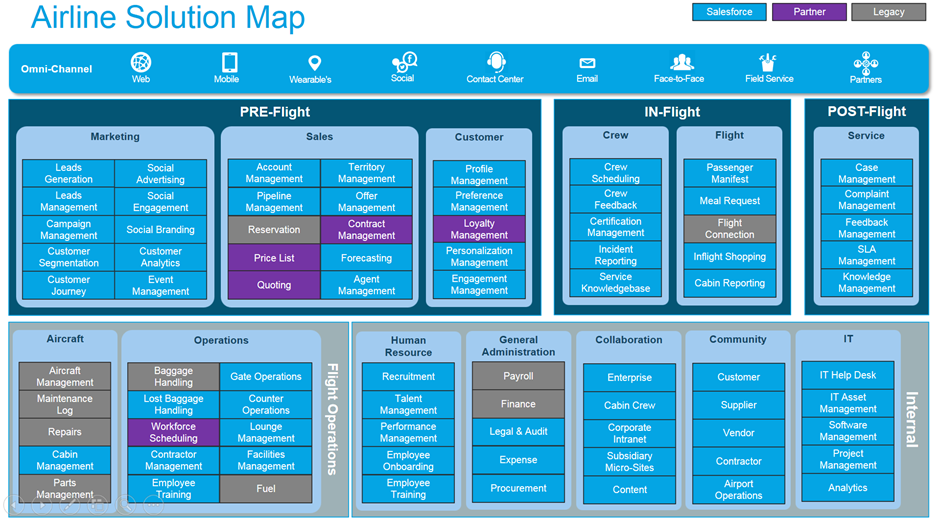 Airline Solution Map
Salesforce
Partner
Legacy
Omni-Channel
Web
Mobile
Wearable's
Social
Contact Center
Email
Face-to-Face
Field Service
Partners
PRE-Flight
Marketing
Leads
Generation
Social
Advertising
Leads
Management
Social
Engagement
Campaign
Management
Social Branding
Customer
Segmentation
Customer
Analytics
Customer
Journey
Event
Management
Sales
Account
Management
Territory
Management
Pipeline
Management
Offer
Management
Reservation
Contract
Management
Price List
Forecasting
Quoting
Agent
Management
Customer
Profile
Management
Preference
Management
Loyalty
Management
Personalization
Management
Engagement
Management
IN-Flight
Crew
Crew
Scheduling
Crew
Feedback
Certification
Management
Incident
Reporting
Service
Knowledgebase
Flight
Passenger
Manifest
Meal Request
Flight
Connection
Inflight Shopping
Cabin Reporting
POST-Flight
Service
Case
Management
Complaint
Management
Feedback
Management
SLA
Management
Knowledge
Management
Aircraft
Aircraft
Management
Maintenance
Log
Repairs
Cabin
Management
Parts
Management
Operations
Baggage
Handling
Gate Operations
Lost Baggage
Handling
Counter
Operations
Workforce
Scheduling
Lounge
Management
Contractor
Management
Facilities
Management
Employee
Training
Fuel
Flight Operations
Human
Resource
Recruitment
Talent
Management
Performance
Management
Employee
Onboarding
Employee
Training
General
Administration
Payroll
Finance
Legal & Audit
Expense
Procurement
Collaboration
Enterprise
Cabin Crew
Corporate
Intranet
Subsidiary
Micro-Sites
Content
Community
Customer
Supplier
Vendor
Contractor
Airport
Operations
IT
IT Help Desk
IT Asset
Management
Software
Management
Project
Management
Analytics
Internal